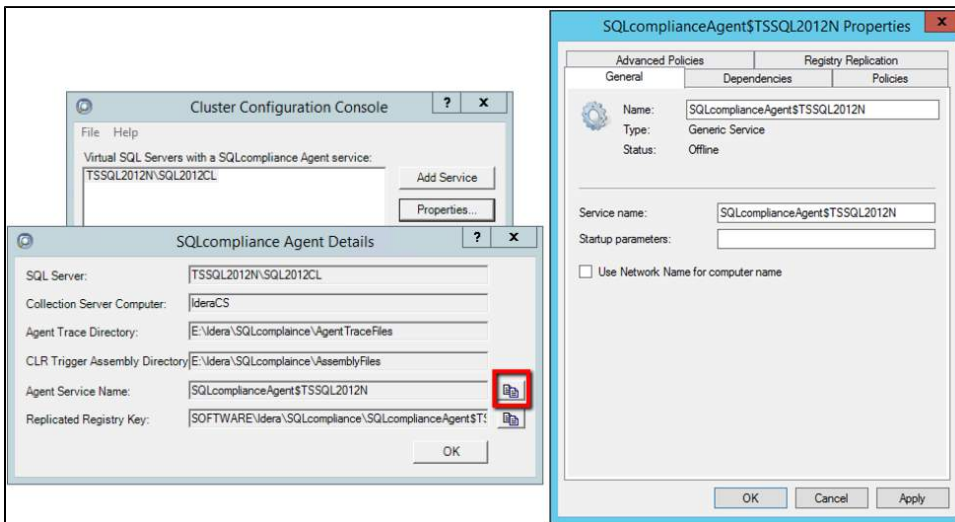 Cluster Configuration Console
? x
File Help
Virtual SQL Servers with a SQLcompliance Agent service:
TSSQL2012N\SQL2012CL
Add Service
Properties...
SQLcompliance Agent Details
? x
SQL Server:
TSSQL2012N\SQL2012CL
Collection Server Computer:
IderaCS
Agent Trace Directory:
E:\Idera\SQLcomplaince\AgentTraceFiles
CLR Trigger Assembly Directory
E:\Idera\SQLcomplaince\AssemblyFiles
Agent Service Name:
SQLcomplianceAgent$TSSQL2012N
Replicated Registry Key:
SOFTWARE\Idera\SQLcompliance\SQLcomplianceAgent$TS
OK
SQLcomplianceAgent$TSSQL2012N Properties
x
Advanced Policies
Registry Replication
General
Dependencies
Policies
Name:
SQLcomplianceAgent$TSSQL2012N
Type:
Generic Service
Status:
Offline
Service name:
SQLcomplianceAgent$TSSQL2012N
Startup parameters:
Use Network Name for computer name
OK
Cancel
Apply